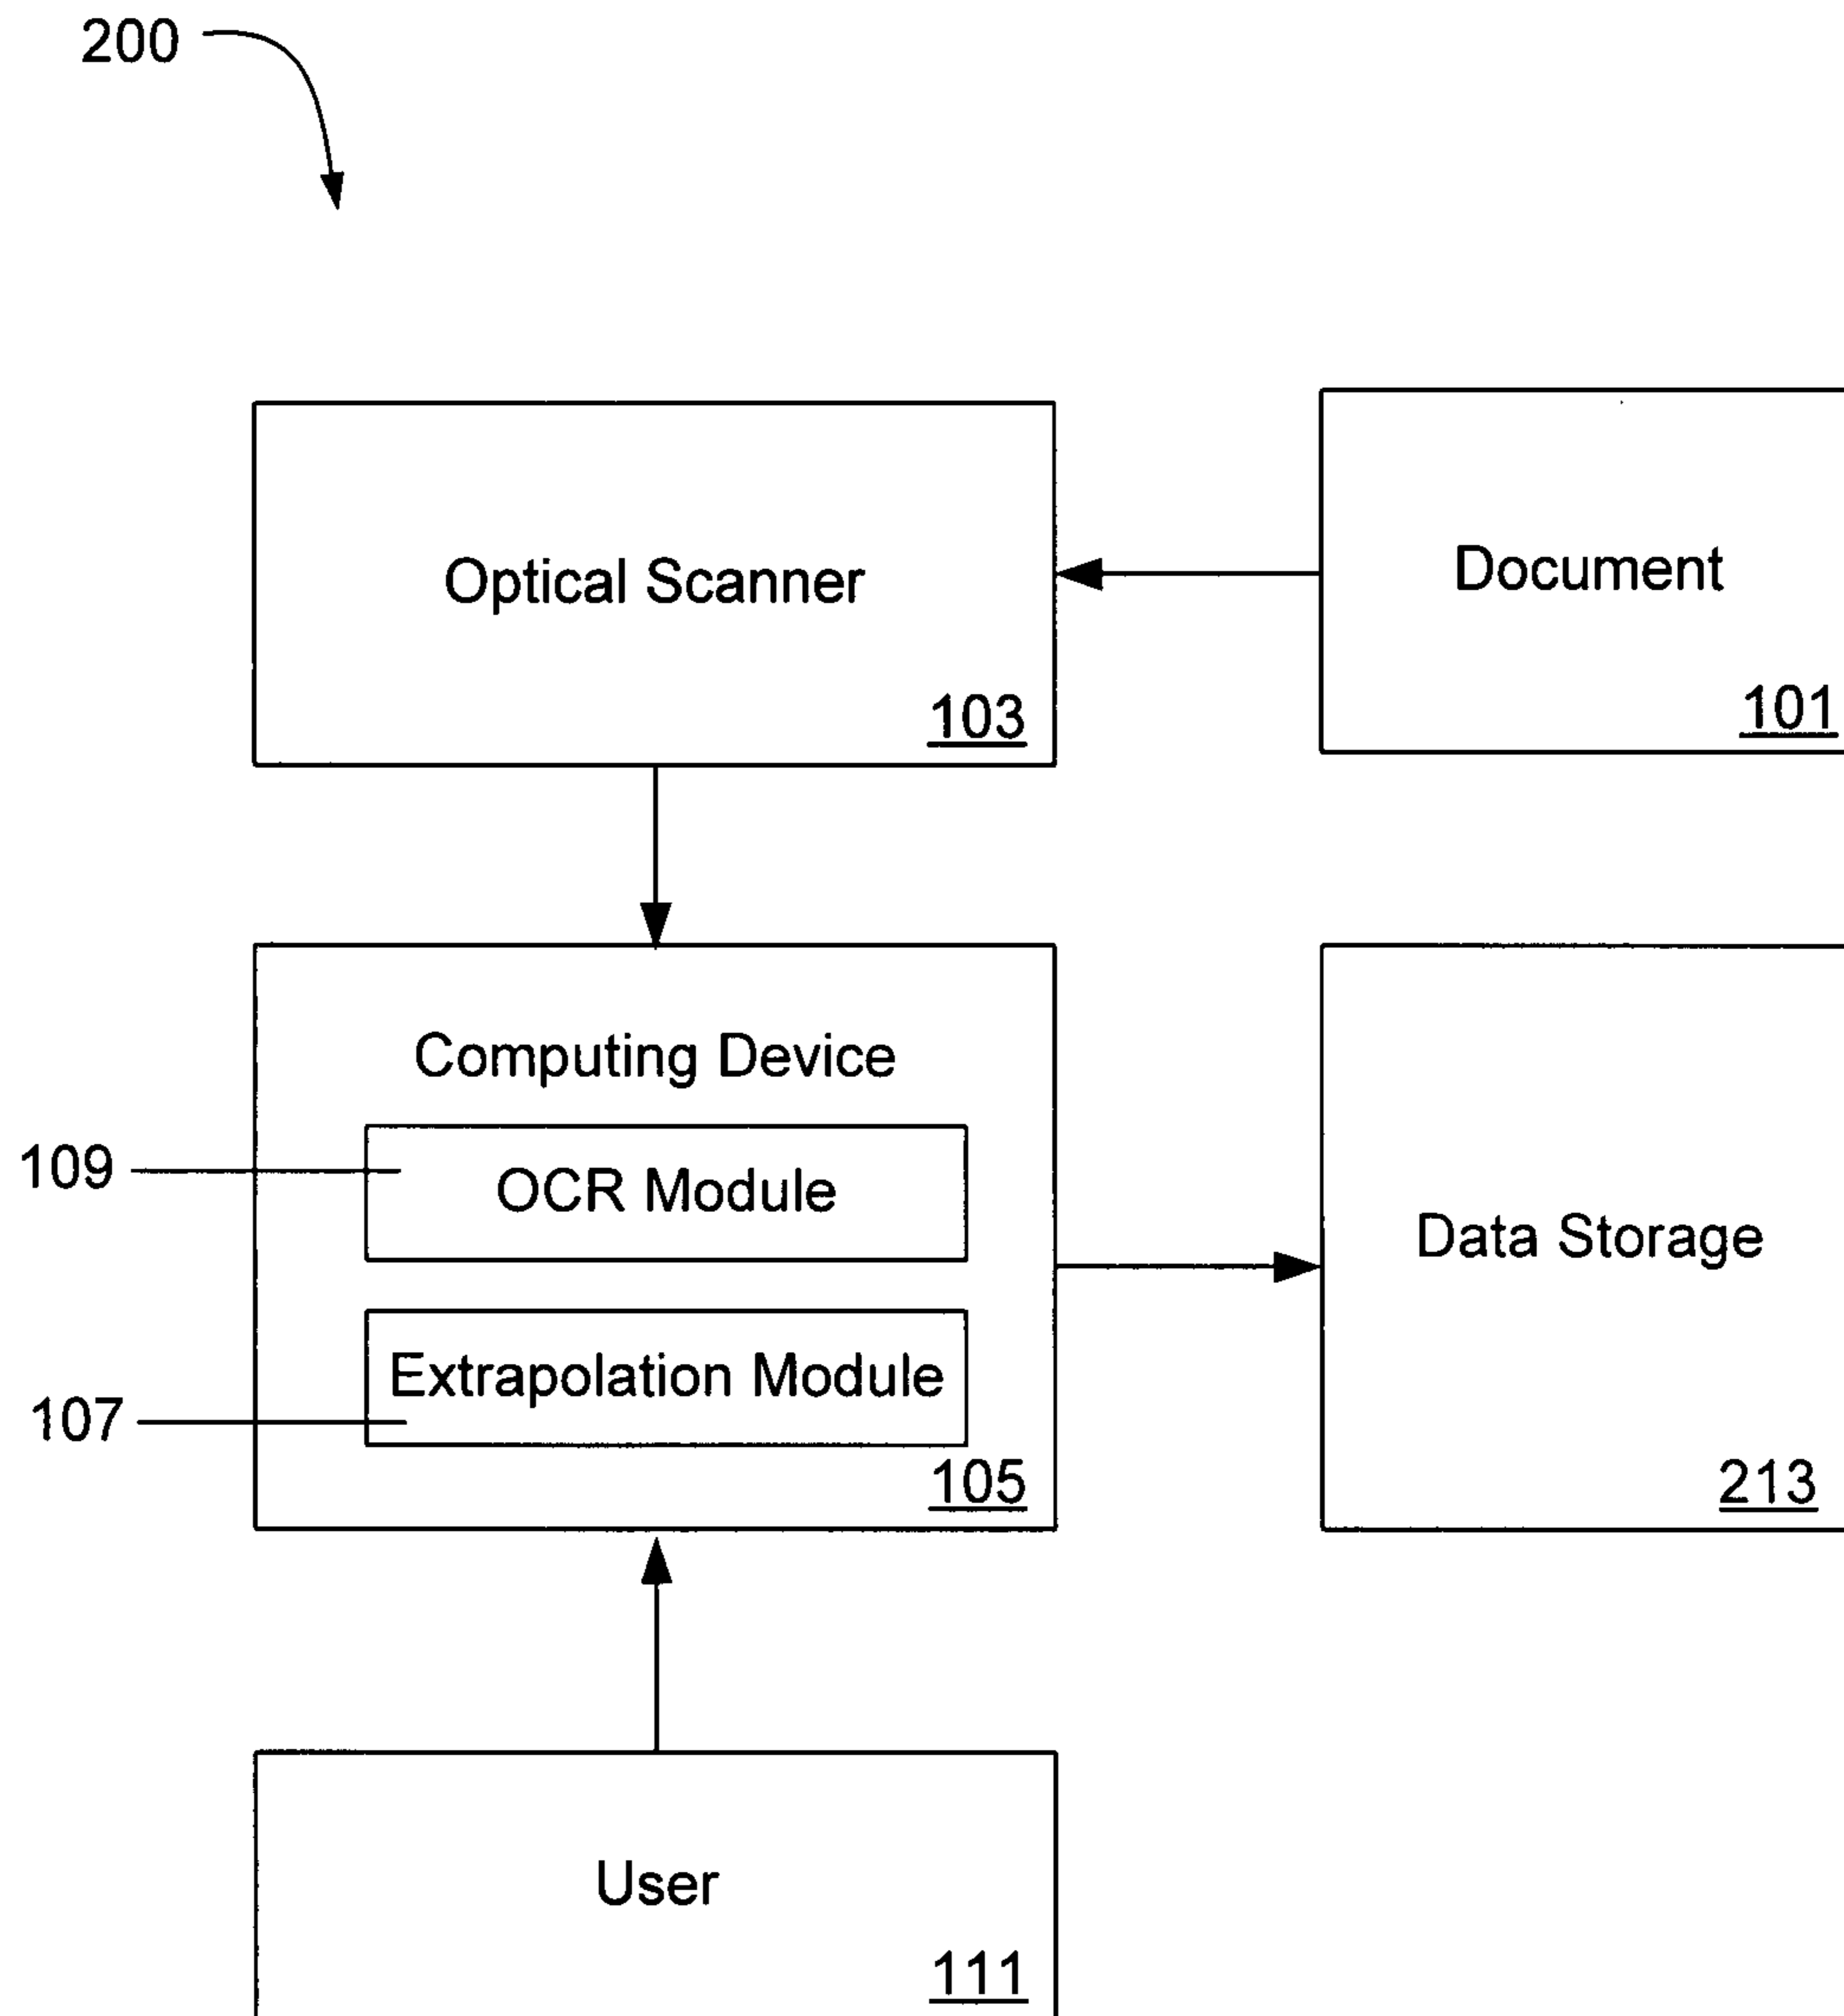 200
Optical Scanner
103
Document
101
Computing Device
109
OCR Module
107
Extrapolation Module
105
Data Storage
213
User
111